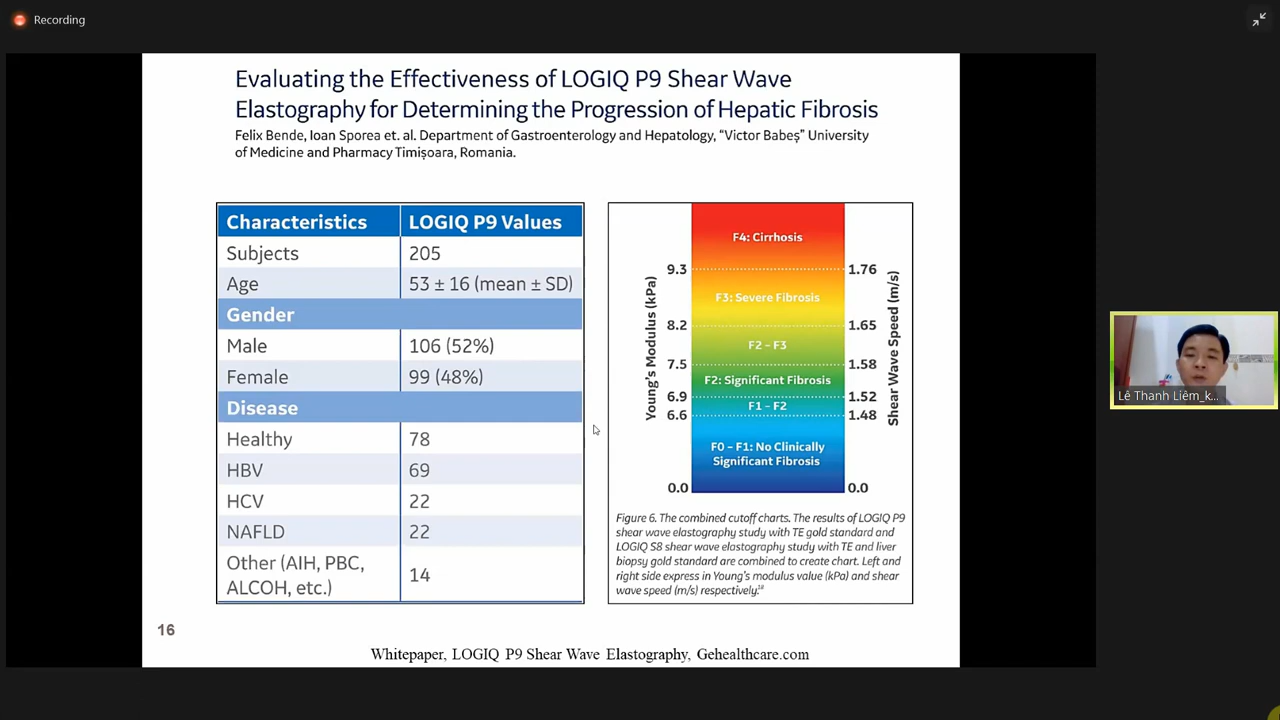 Recording
Evaluating the Effectiveness of LOGIQ P9 Shear Wave
Elastography for Determining the Progression of Hepatic Fibrosis
Felix Bende, Ioan Sporea et. al. Department of Gastroenterology and Hepatology, “Victor Babeș” University
of Medicine and Pharmacy Timișoara, Romania.
Characteristics LOGIQ P9 Values
Subjects 205
Age 53 ± 16 (mean ± SD)
Gender
Male 106 (52%)
Female 99 (48%)
Disease
Healthy 78
HBV 69
HCV 22
NAFLD 22
Other (AIH, PBC,
ALCOH, etc.) 14
Young's Modulus (kPa)
F4: Cirrhosis
9.3 1.76
F3: Severe Fibrosis
8.2 1.65
F2 – F3
7.5 1.58
F2: Significant Fibrosis
6.9 1.52
F1 – F2
6.6 1.48
F0 – F1: No Clinically
Significant Fibrosis
0.0 0.0
Shear Wave Speed (m/s)
Figure 6. The combined cutoff charts. The results of LOGIQ P9
shear wave elastography study with TE gold standard and
LOGIQ S8 shear wave elastography study with TE and liver
biopsy gold standard are combined to create chart. Left and
right side express in Young's modulus value (kPa) and shear
wave speed (m/s) respectively.¹⁸
16
Whitepaper, LOGIQ P9 Shear Wave Elastography, Gehealthcare.com
Lê Thanh Liêm_k...